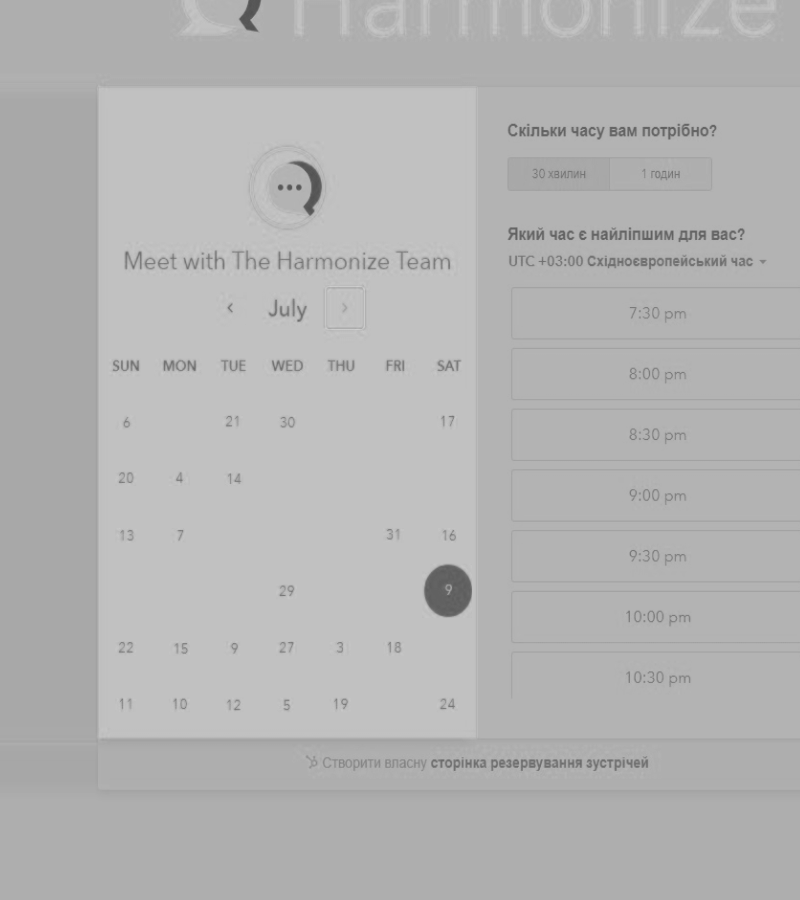 Harmonize
Скільки часу вам потрібно?
30 хвилин 1 годин
Який час є найліпшим для вас?
UTC +03:00 Східноєвропейський час
7:30 pm
8:00 pm
8:30 pm
9:00 pm
9:30 pm
10:00 pm
10:30 pm
Meet with The Harmonize Team
July
SUN MON TUE WED THU FRI SAT
6 21 30 17
20 4 14
13 7 31 16
29 9
22 15 9 27 3 18
11 10 12 5 19 24
Створити власну сторінка резервування зустрічей